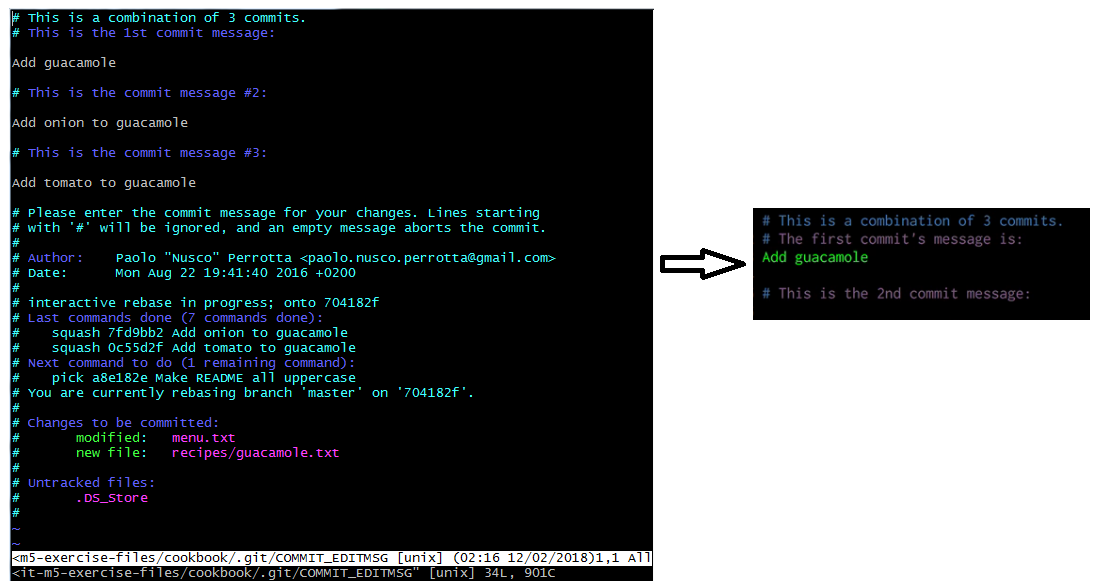 # This is a combination of 3 commits.
# This is the 1st commit message:
Add guacamole
# This is the commit message #2:
Add onion to guacamole
# This is the commit message #3:
Add tomato to guacamole
# Please enter the commit message for your changes. Lines starting
# with '#' will be ignored, and an empty message aborts the commit.
#
# Author:    Paolo "Nusco" Perrotta <paolo.nusco.perrotta@gmail.com>
# Date:      Mon Aug 22 19:41:40 2016 +0200
#
# interactive rebase in progress; onto 704182f
# Last commands done (7 commands done):
#    squash 7fd9bb2 Add onion to guacamole
#    squash 0c55d2f Add tomato to guacamole
# Next command to do (1 remaining command):
#    pick a8e182e Make README all uppercase
# You are currently rebasing branch 'master' on '704182f'.
#
# Changes to be committed:
#       modified:   menu.txt
#       new file:   recipes/guacamole.txt
#
# Untracked files:
#       .DS_Store
#
~
~
<m5-exercise-files/cookbook/.git/COMMIT_EDITMSG [unix] (02:16 12/02/2018)1,1 All
<it-m5-exercise-files/cookbook/.git/COMMIT_EDITMSG" [unix] 34L, 901C
# This is a combination of 3 commits.
# The first commit's message is:
Add guacamole
# This is the 2nd commit message: